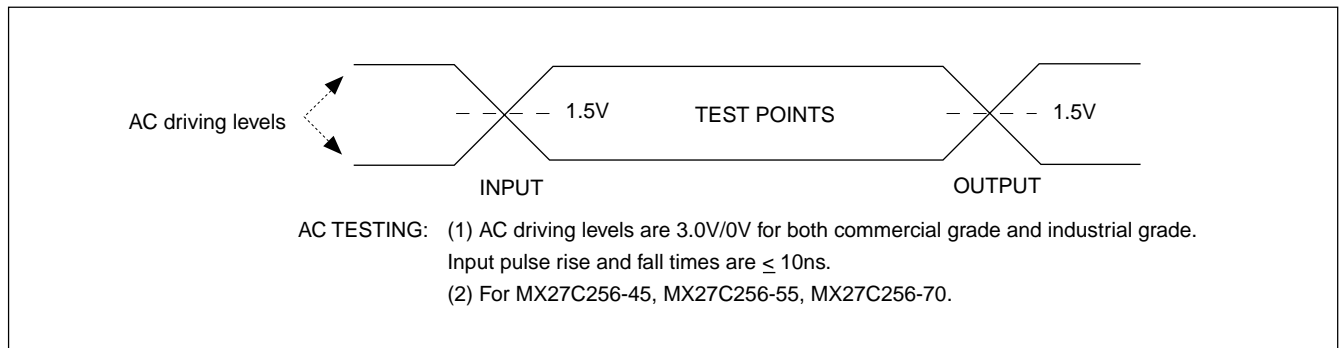 AC driving levels
1.5V
TEST POINTS
1.5V
INPUT
OUTPUT
AC TESTING: (1) AC driving levels are 3.0V/0V for both commercial grade and industrial grade.
Input pulse rise and fall times are ≤ 10ns.
(2) For MX27C256-45, MX27C256-55, MX27C256-70.